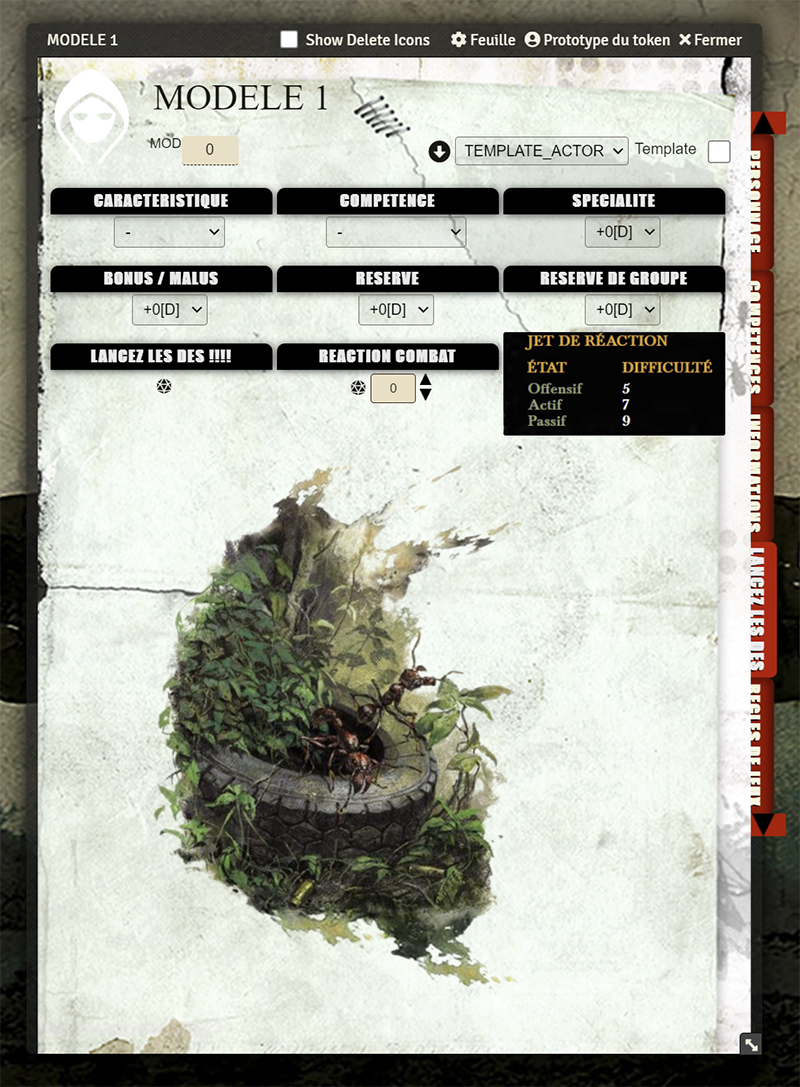 MODELE 1
Show Delete Icons
Feuille
Prototype du token
Fermer
MODELE 1
MOD
0
TEMPLATE_ACTOR
Template
CARACTERISTIQUE
COMPETENCE
SPECIALITE
-
-
+0[D]
BONUS / MALUS
RESERVE
RESERVE DE GROUPE
+0[D]
+0[D]
+0[D]
LANCEZ LES DES !!!!
REACTION COMBAT
0
JET DE RÉACTION
ÉTAT DIFFICULTÉ
Offensif 5
Actif 7
Passif 9
PERSONNAGE
COMPETENCES
INFORMATIONS
LANCEZ LES DES
REGLES DE JEU